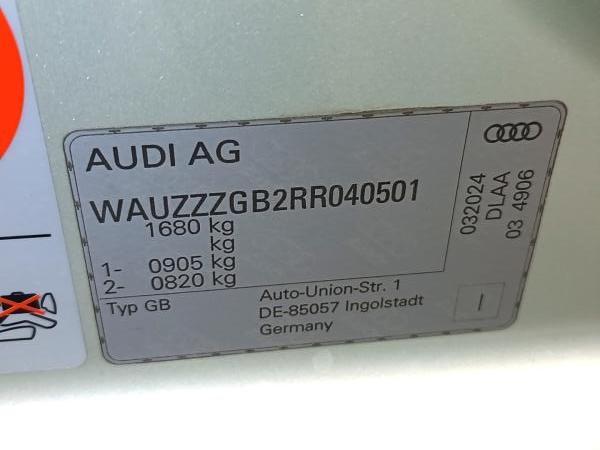 AUDI AG
WAUZZZGB2RR040501
1680 kg
kg
1- 0905 kg
2- 0820 kg
Typ GB
Auto-Union-Str. 1
DE-85057 Ingolstadt
Germany
032024
DLAA
03 4906
I